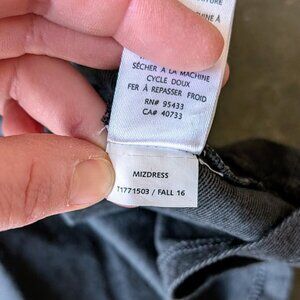 SÉCHER A LA MACHINE
CYCLE DOUX
FER À REPASSER FROID
RN# 95433
CA# 40733
MIZDRESS
T1771503 / FALL 16